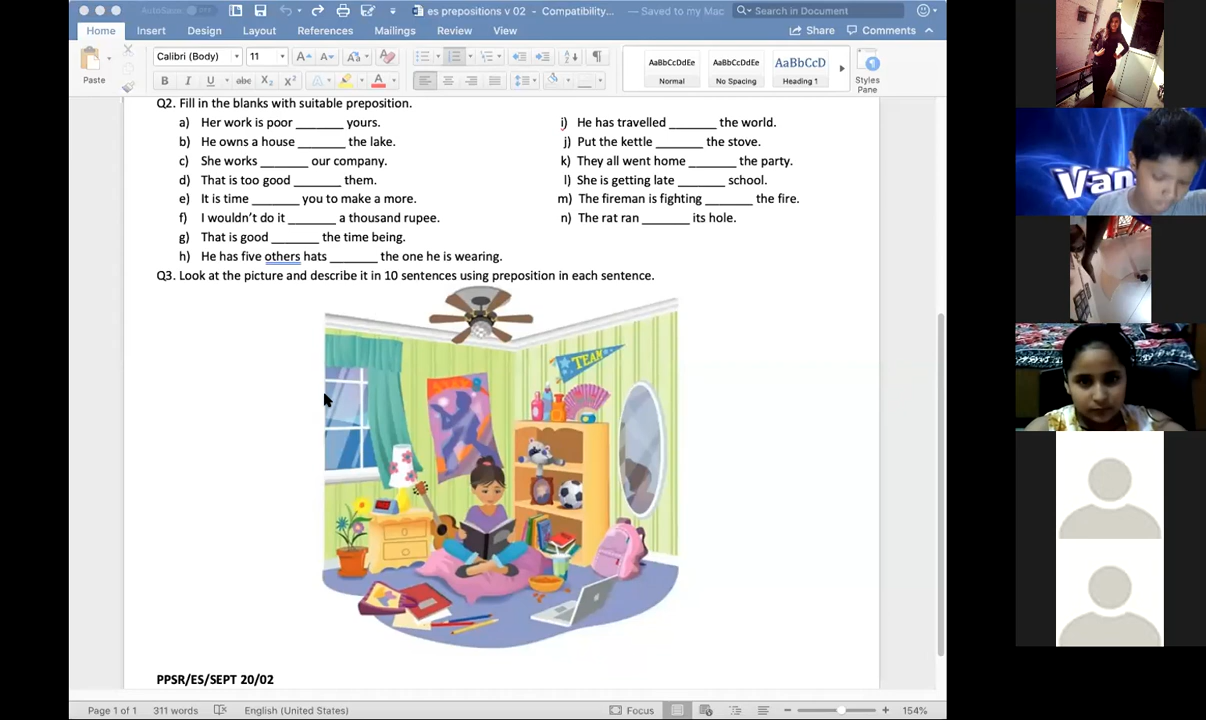 AutoSave OFF
es prepositions v 02 - Compatibility... — Saved to my Mac
Search in Document
Home Insert Design Layout References Mailings Review View Share Comments
Paste
Calibri (Body) 11
AaBbCcDdEe Normal
AaBbCcDdEe No Spacing
AaBbCcD Heading 1
Styles Pane
Q2. Fill in the blanks with suitable preposition.
a) Her work is poor _______ yours.
b) He owns a house _______ the lake.
c) She works _______ our company.
d) That is too good _______ them.
e) It is time _______ you to make a more.
f) I wouldn't do it _______ a thousand rupee.
g) That is good _______ the time being.
h) He has five others hats _______ the one he is wearing.
i) He has travelled _______ the world.
j) Put the kettle _______ the stove.
k) They all went home _______ the party.
l) She is getting late _______ school.
m) The fireman is fighting _______ the fire.
n) The rat ran _______ its hole.
Q3. Look at the picture and describe it in 10 sentences using preposition in each sentence.
TEAM
PPSR/ES/SEPT 20/02
Page 1 of 1 311 words English (United States) Focus 154%
Van